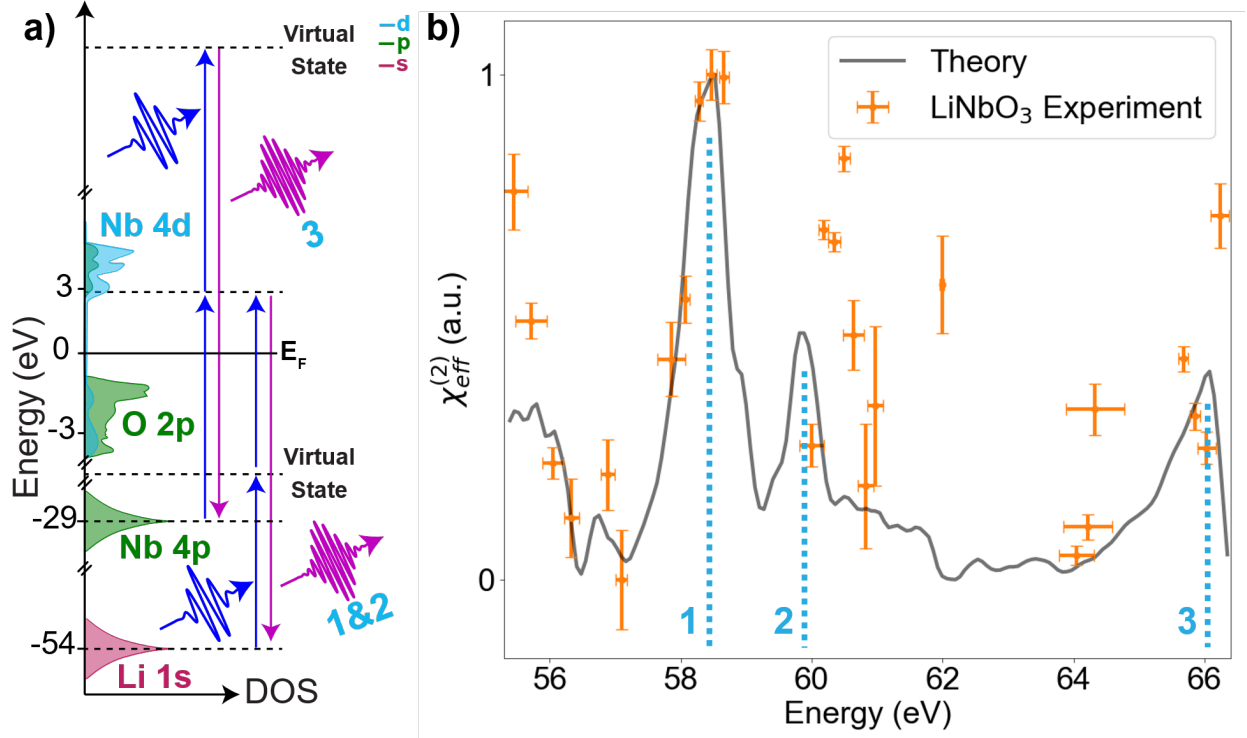 a)
Virtual
State
–d
–p
–s
3
Nb 4d
3
0
E_F
Energy (eV)
O 2p
-3
Virtual
State
-29
Nb 4p
1&2
-54
Li 1s
DOS
b)
1
Theory
LiNbO₃ Experiment
χ_eff^(2) (a.u.)
0
1
2
3
56
58
60
62
64
66
Energy (eV)